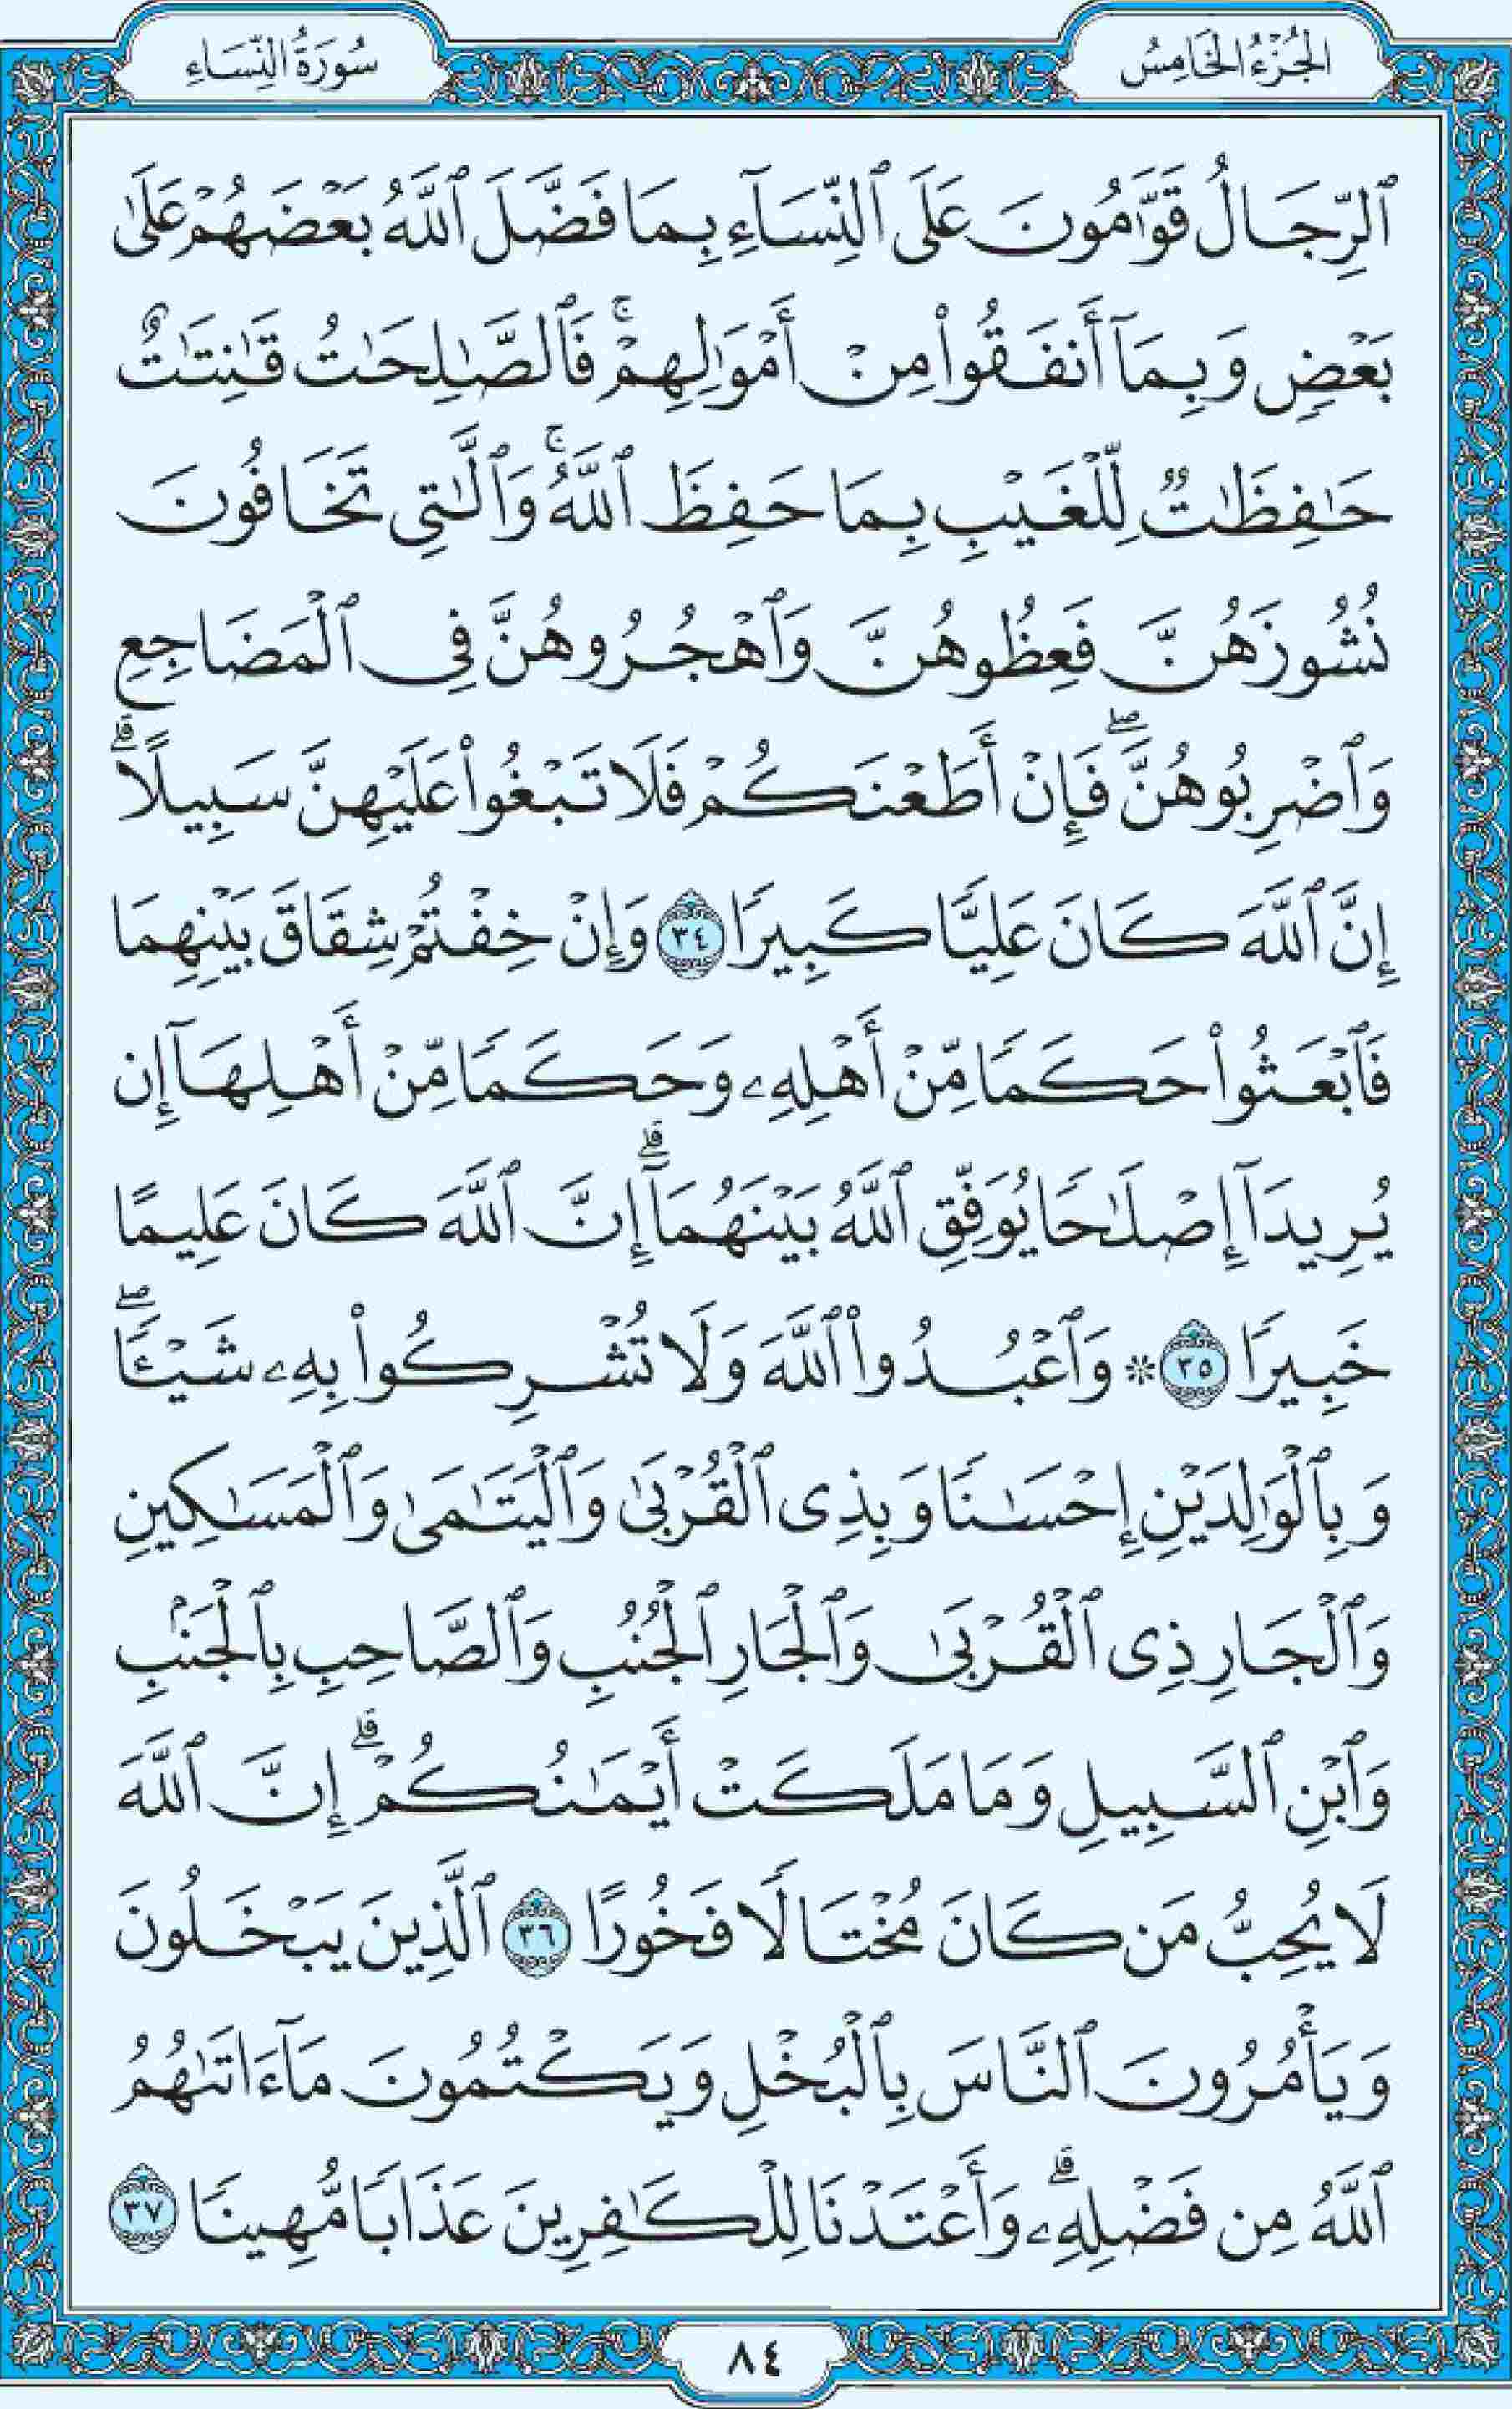 الجُزْءُ الخَامِسُ
سُورَةُ النِّسَاءِ
ٱلرِّجَالُ قَوَّٰمُونَ عَلَى ٱلنِّسَآءِ بِمَا فَضَّلَ ٱللَّهُ بَعْضَهُمْ عَلَىٰ
بَعْضٍ وَبِمَآ أَنفَقُوا۟ مِنْ أَمْوَٰلِهِمْ ۚ فَٱلصَّٰلِحَٰتُ قَٰنِتَٰتٌ
حَٰفِظَٰتٌ لِّلْغَيْبِ بِمَا حَفِظَ ٱللَّهُ ۚ وَٱلَّٰتِى تَخَافُونَ
نُشُوزَهُنَّ فَعِظُوهُنَّ وَٱهْجُرُوهُنَّ فِى ٱلْمَضَاجِعِ
وَٱضْرِبُوهُنَّ ۖ فَإِنْ أَطَعْنَكُمْ فَلَا تَبْغُوا۟ عَلَيْهِنَّ سَبِيلًا ۗ
إِنَّ ٱللَّهَ كَانَ عَلِيًّا كَبِيرًا ٣٤ وَإِنْ خِفْتُمْ شِقَاقَ بَيْنِهِمَا
فَٱبْعَثُوا۟ حَكَمًا مِّنْ أَهْلِهِۦ وَحَكَمًا مِّنْ أَهْلِهَآ إِن
يُرِيدَآ إِصْلَٰحًا يُوَفِّقِ ٱللَّهُ بَيْنَهُمَآ ۗ إِنَّ ٱللَّهَ كَانَ عَلِيمًا
خَبِيرًا ٣٥ ۞ وَٱعْبُدُوا۟ ٱللَّهَ وَلَا تُشْرِكُوا۟ بِهِۦ شَيْـًٔا ۖ
وَبِٱلْوَٰلِدَيْنِ إِحْسَٰنًا وَبِذِى ٱلْقُرْبَىٰ وَٱلْيَتَٰمَىٰ وَٱلْمَسَٰكِينِ
وَٱلْجَارِ ذِى ٱلْقُرْبَىٰ وَٱلْجَارِ ٱلْجُنُبِ وَٱلصَّاحِبِ بِٱلْجَنۢبِ
وَٱبْنِ ٱلسَّبِيلِ وَمَا مَلَكَتْ أَيْمَٰنُكُمْ ۗ إِنَّ ٱللَّهَ
لَا يُحِبُّ مَن كَانَ مُخْتَالًا فَخُورًا ٣٦ ٱلَّذِينَ يَبْخَلُونَ
وَيَأْمُرُونَ ٱلنَّاسَ بِٱلْبُخْلِ وَيَكْتُمُونَ مَآ ءَاتَىٰهُمُ
ٱللَّهُ مِن فَضْلِهِۦ ۗ وَأَعْتَدْنَا لِلْكَٰفِرِينَ عَذَابًا مُّهِينًا ٣٧
٨٤